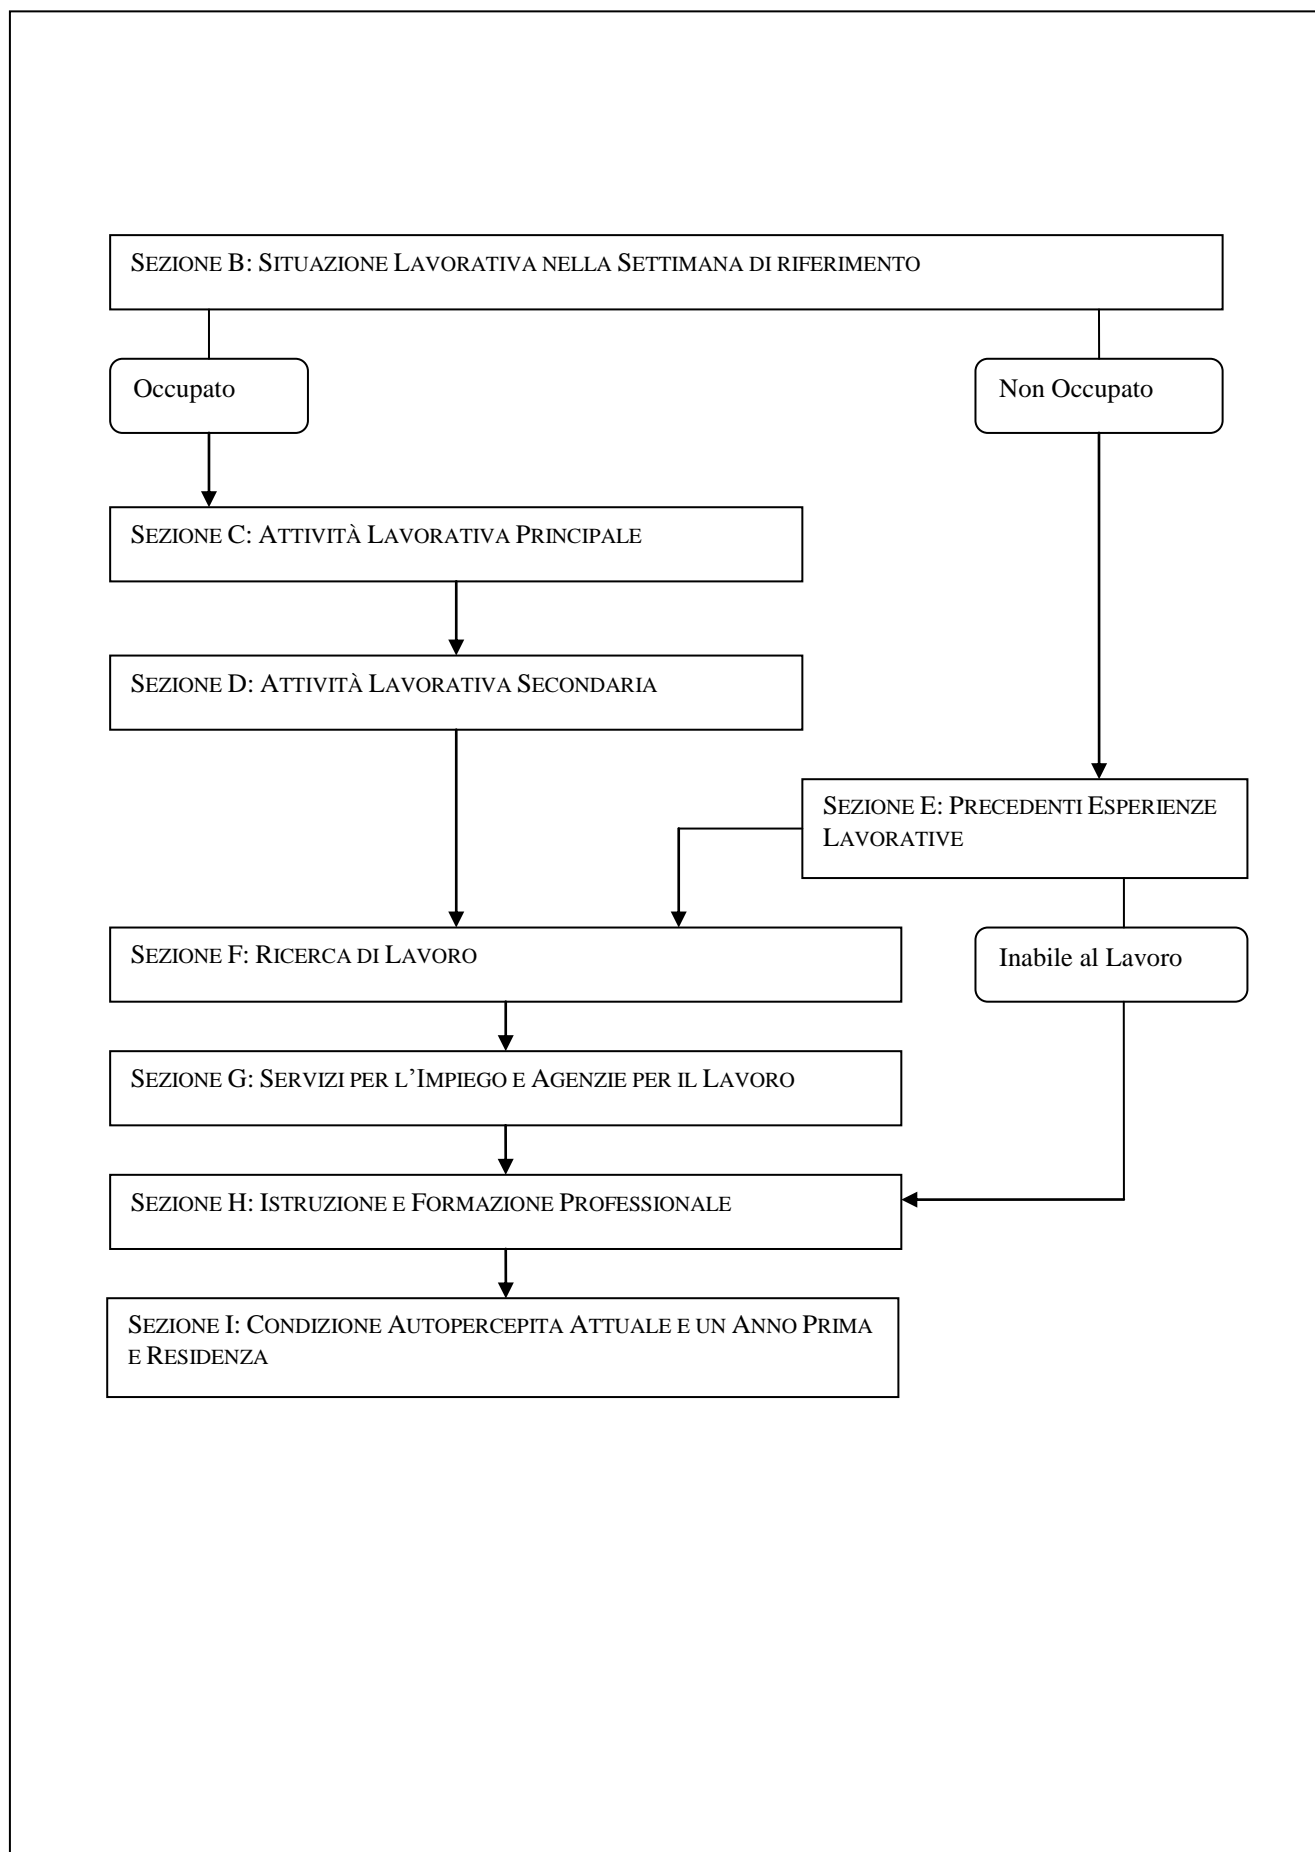 SEZIONE B: SITUAZIONE LAVORATIVA NELLA SETTIMANA DI RIFERIMENTO
Occupato
Non Occupato
SEZIONE C: ATTIVITÀ LAVORATIVA PRINCIPALE
SEZIONE D: ATTIVITÀ LAVORATIVA SECONDARIA
SEZIONE E: PRECEDENTI ESPERIENZE
LAVORATIVE
SEZIONE F: RICERCA DI LAVORO
Inabile al Lavoro
SEZIONE G: SERVIZI PER L’IMPIEGO E AGENZIE PER IL LAVORO
SEZIONE H: ISTRUZIONE E FORMAZIONE PROFESSIONALE
SEZIONE I: CONDIZIONE AUTOPERCEPITA ATTUALE E UN ANNO PRIMA
E RESIDENZA